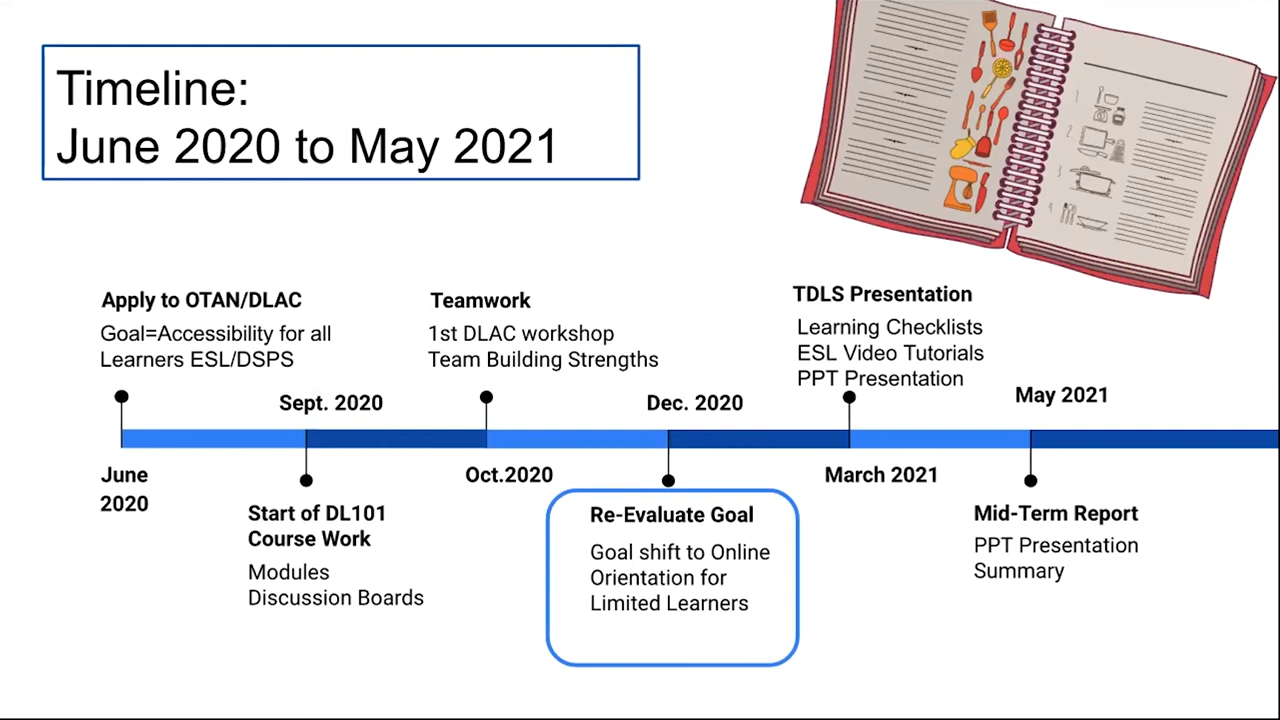 Timeline:
June 2020 to May 2021
Apply to OTAN/DLAC
Goal=Accessibility for all
Learners ESL/DSPS
June
2020
Sept. 2020
Start of DL101
Course Work
Modules
Discussion Boards
Teamwork
1st DLAC workshop
Team Building Strengths
Oct.2020
Dec. 2020
Re-Evaluate Goal
Goal shift to Online
Orientation for
Limited Learners
TDLS Presentation
Learning Checklists
ESL Video Tutorials
PPT Presentation
March 2021
May 2021
Mid-Term Report
PPT Presentation
Summary